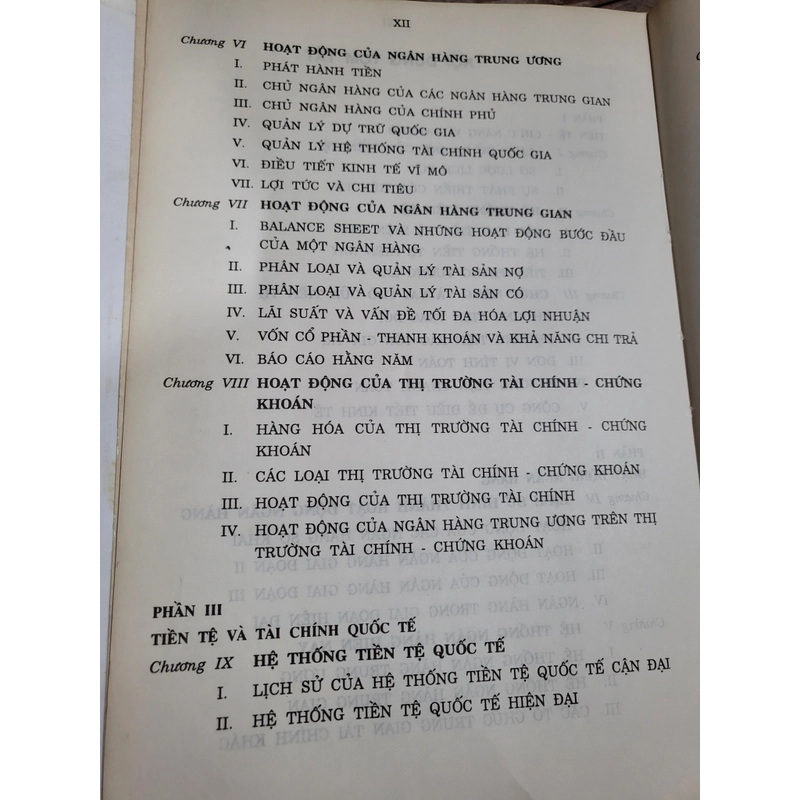 XII
Chương VI HOẠT ĐỘNG CỦA NGÂN HÀNG TRUNG ƯƠNG
I. PHÁT HÀNH TIỀN
II. CHỦ NGÂN HÀNG CỦA CÁC NGÂN HÀNG TRUNG GIAN
III. CHỦ NGÂN HÀNG CỦA CHÍNH PHỦ
IV. QUẢN LÝ DỰ TRỮ QUỐC GIA
V. QUẢN LÝ HỆ THỐNG TÀI CHÍNH QUỐC GIA
VI. ĐIỀU TIẾT KINH TẾ VĨ MÔ
VII. LỢI TỨC VÀ CHI TIÊU
Chương VII HOẠT ĐỘNG CỦA NGÂN HÀNG TRUNG GIAN
I. BALANCE SHEET VÀ NHỮNG HOẠT ĐỘNG BƯỚC ĐẦU
CỦA MỘT NGÂN HÀNG
II. PHÂN LOẠI VÀ QUẢN LÝ TÀI SẢN NỢ
III. PHÂN LOẠI VÀ QUẢN LÝ TÀI SẢN CÓ
IV. LÃI SUẤT VÀ VẤN ĐỀ TỐI ĐA HÓA LỢI NHUẬN
V. VỐN CỔ PHẦN - THANH KHOẢN VÀ KHẢ NĂNG CHI TRẢ
VI. BÁO CÁO HẰNG NĂM
Chương VIII HOẠT ĐỘNG CỦA THỊ TRƯỜNG TÀI CHÍNH - CHỨNG
KHOÁN
I. HÀNG HÓA CỦA THỊ TRƯỜNG TÀI CHÍNH - CHỨNG
KHOÁN
II. CÁC LOẠI THỊ TRƯỜNG TÀI CHÍNH - CHỨNG KHOÁN
III. HOẠT ĐỘNG CỦA THỊ TRƯỜNG TÀI CHÍNH
IV. HOẠT ĐỘNG CỦA NGÂN HÀNG TRUNG ƯƠNG TRÊN THỊ
TRƯỜNG TÀI CHÍNH - CHỨNG KHOÁN
PHẦN III
TIỀN TỆ VÀ TÀI CHÍNH QUỐC TẾ
Chương IX HỆ THỐNG TIỀN TỆ QUỐC TẾ
I. LỊCH SỬ CỦA HỆ THỐNG TIỀN TỆ QUỐC TẾ CẬN ĐẠI
II. HỆ THỐNG TIỀN TỆ QUỐC TẾ HIỆN ĐẠI